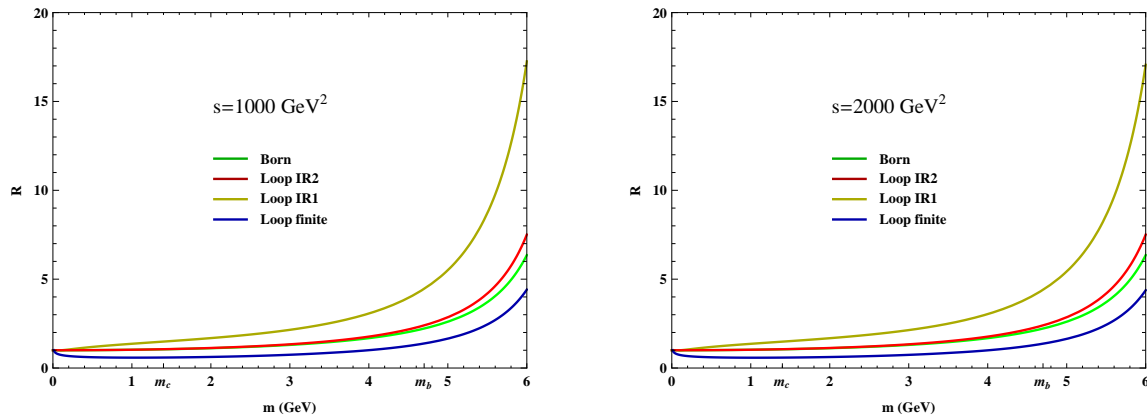 20
15
10
5
0
R
s=1000 GeV²
Born
Loop IR2
Loop IR1
Loop finite
0 1 m_c 2 3 4 m_b 5 6
m (GeV)
20
15
10
5
0
R
s=2000 GeV²
Born
Loop IR2
Loop IR1
Loop finite
0 1 m_c 2 3 4 m_b 5 6
m (GeV)